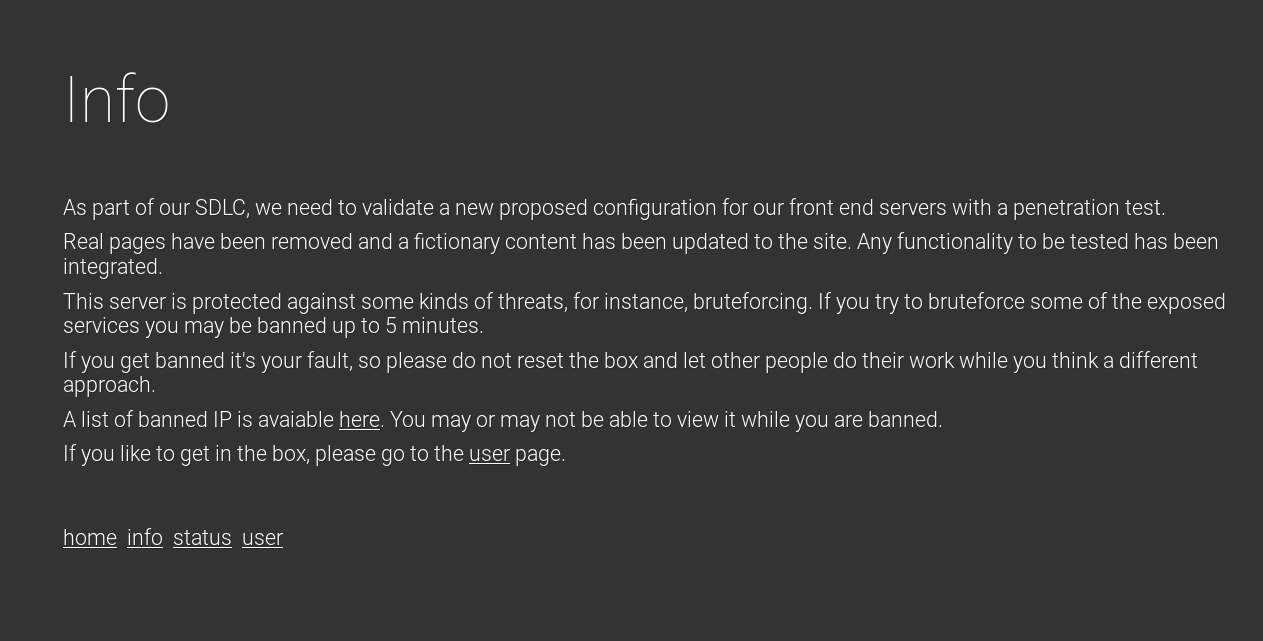 Info
As part of our SDLC, we need to validate a new proposed configuration for our front end servers with a penetration test.
Real pages have been removed and a fictionary content has been updated to the site. Any functionality to be tested has been
integrated.
This server is protected against some kinds of threats, for instance, bruteforcing. If you try to bruteforce some of the exposed
services you may be banned up to 5 minutes.
If you get banned it's your fault, so please do not reset the box and let other people do their work while you think a different
approach.
A list of banned IP is avaiable here. You may or may not be able to view it while you are banned.
If you like to get in the box, please go to the user page.
home info status user